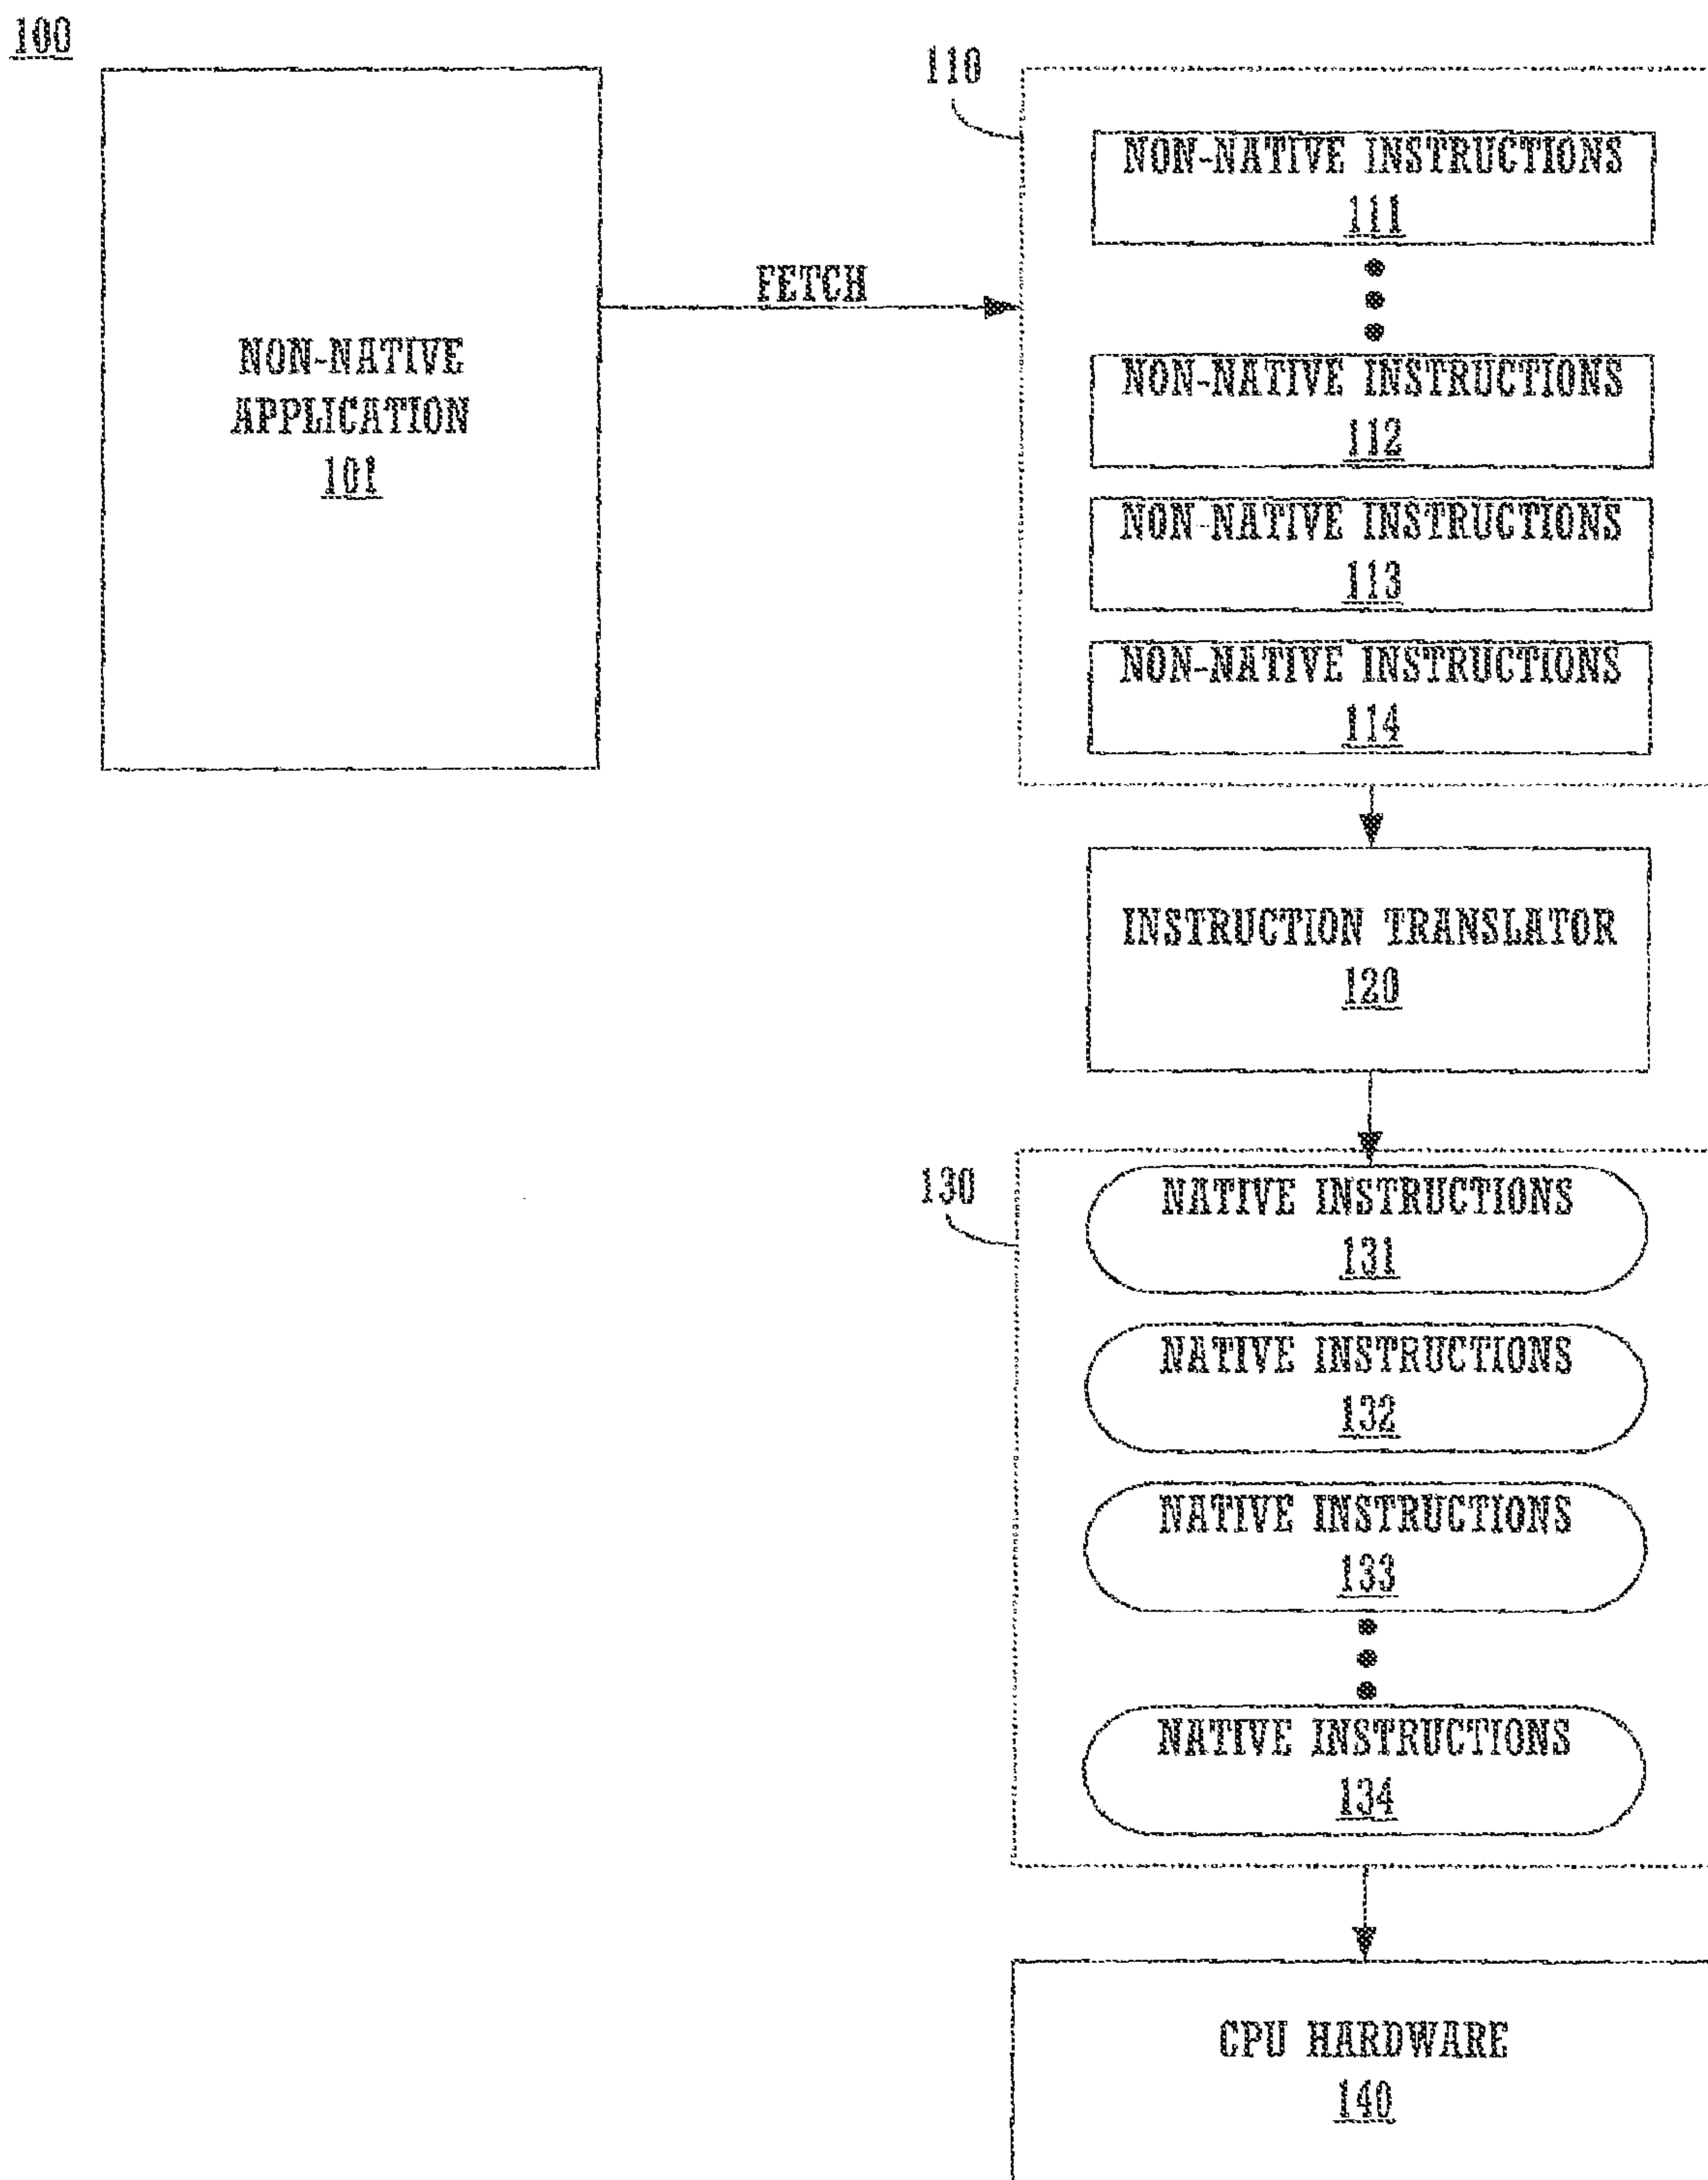 100
NON-NATIVE
APPLICATION
101
FETCH
110
NON-NATIVE INSTRUCTIONS
111
NON-NATIVE INSTRUCTIONS
112
NON-NATIVE INSTRUCTIONS
113
NON-NATIVE INSTRUCTIONS
114
INSTRUCTION TRANSLATOR
120
130
NATIVE INSTRUCTIONS
131
NATIVE INSTRUCTIONS
132
NATIVE INSTRUCTIONS
133
NATIVE INSTRUCTIONS
134
CPU HARDWARE
140